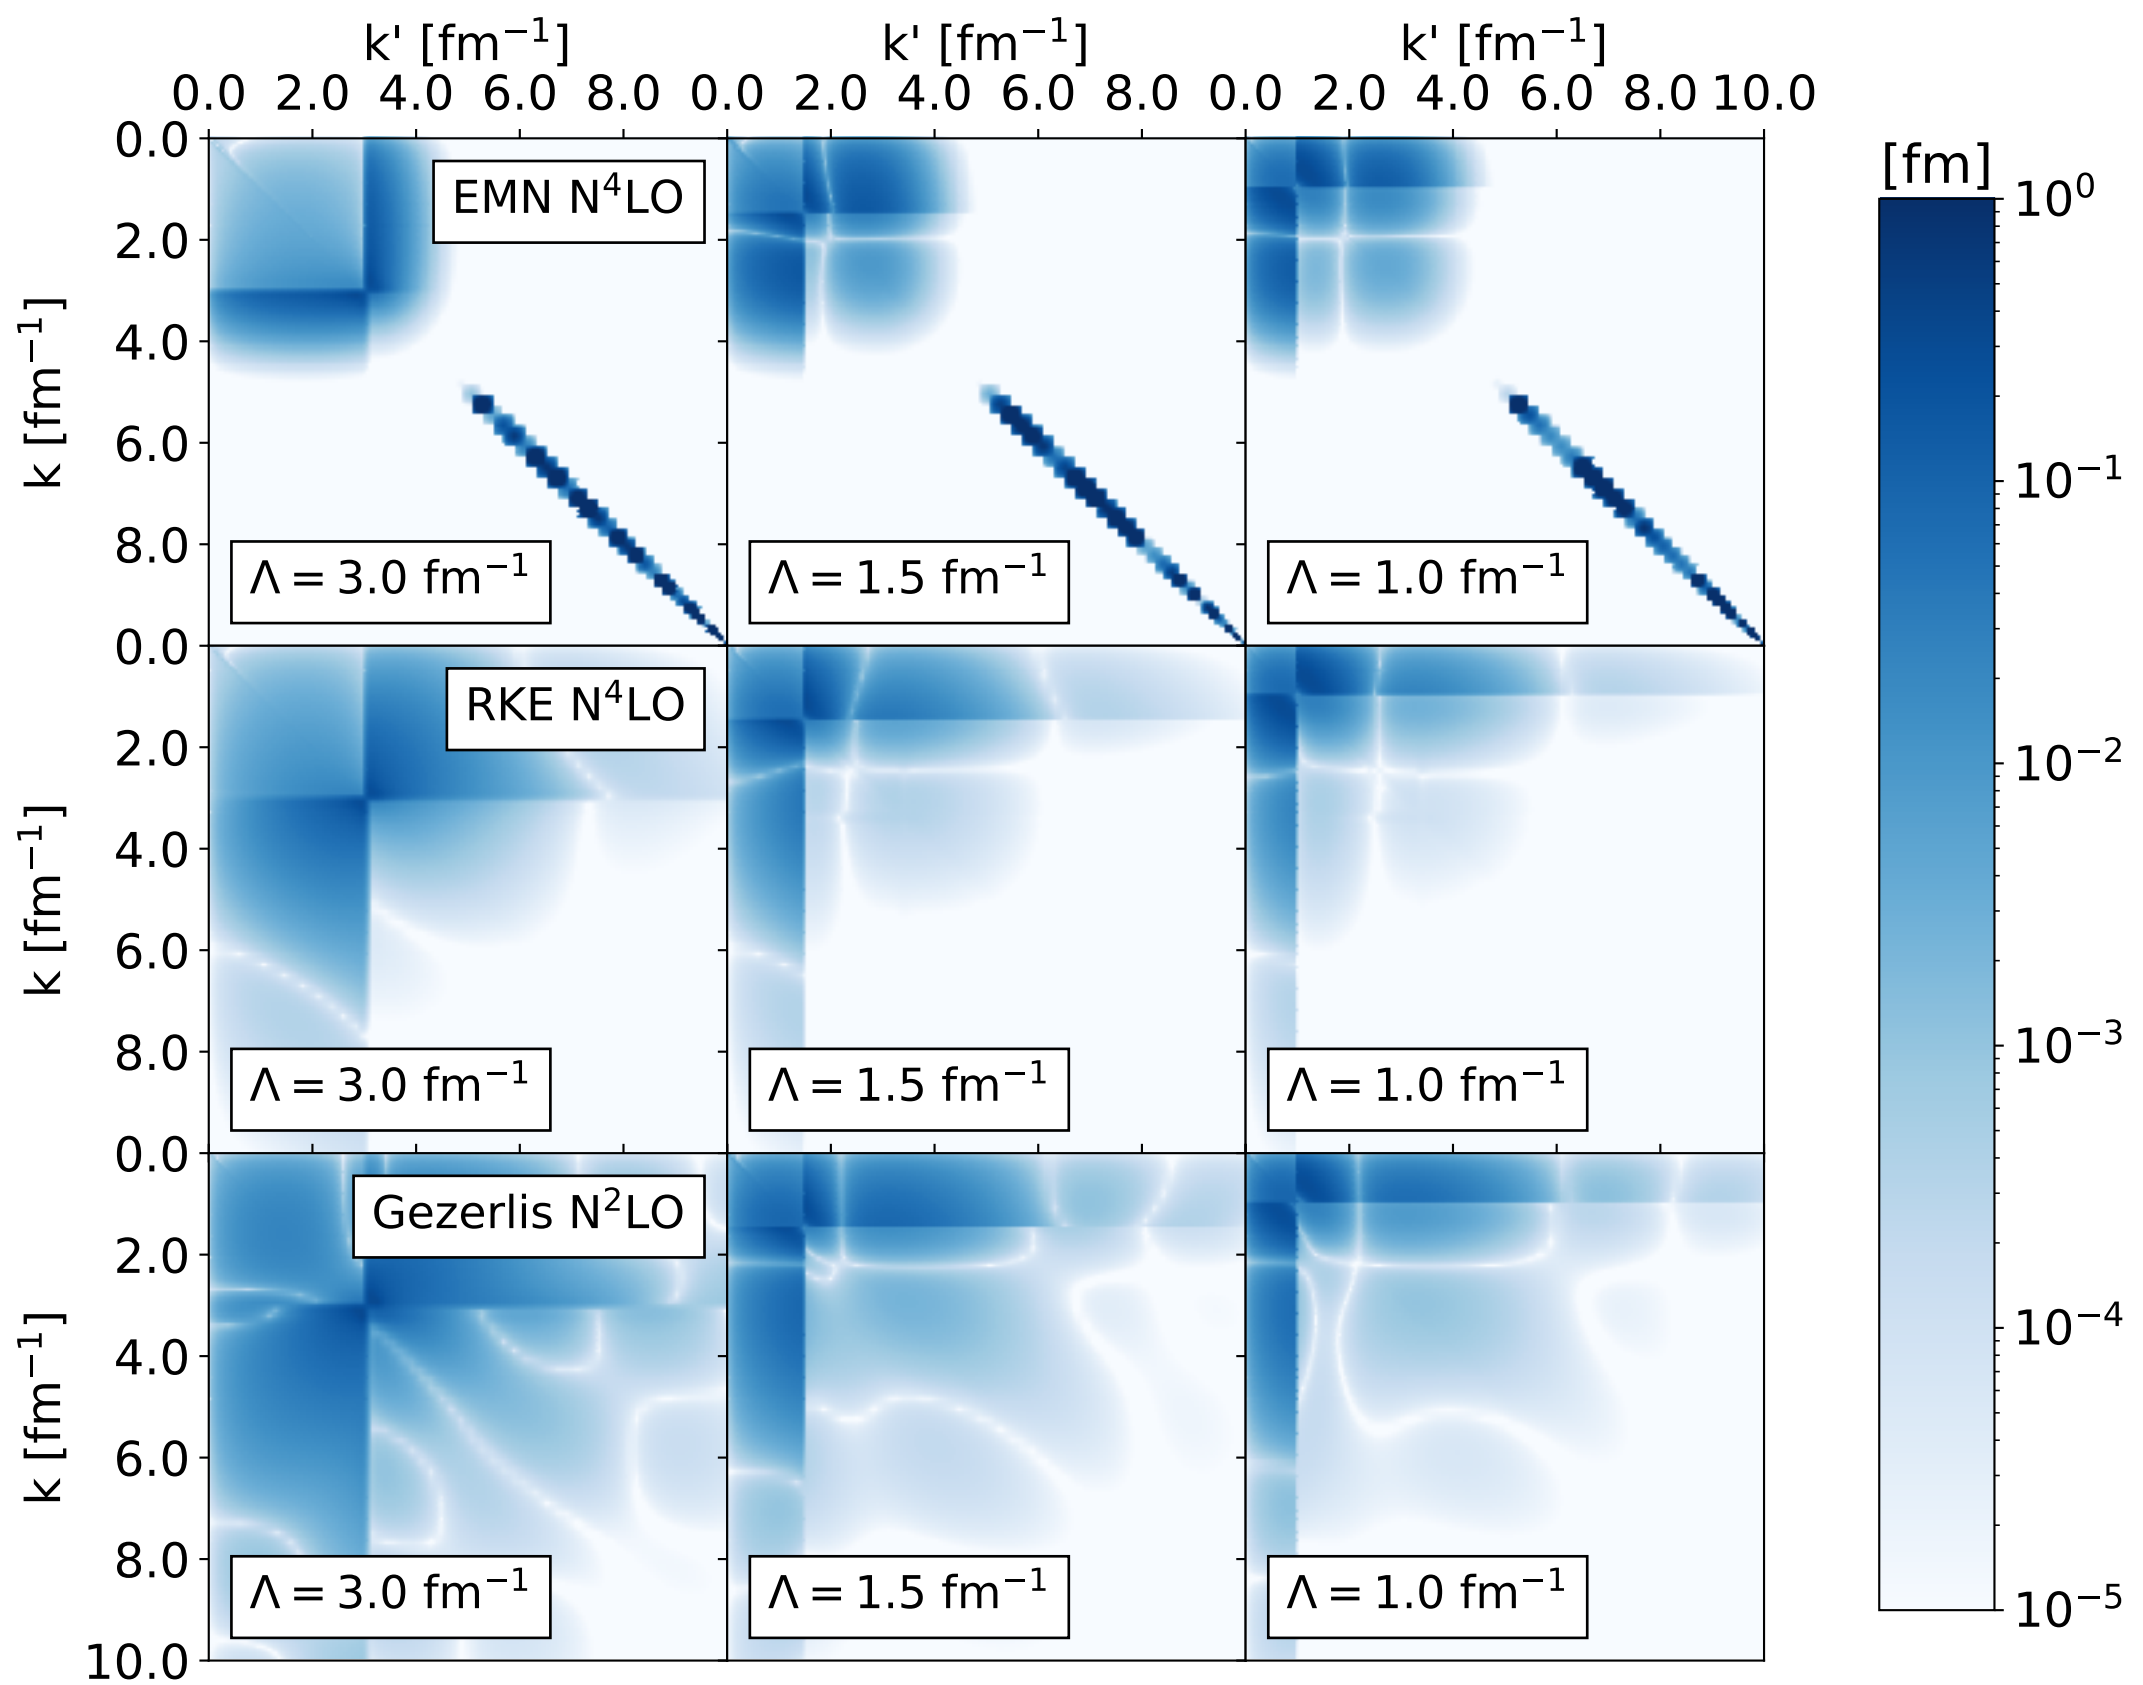 k' [fm⁻¹] k' [fm⁻¹] k' [fm⁻¹]
0.0 2.0 4.0 6.0 8.0 0.0 2.0 4.0 6.0 8.0 0.0 2.0 4.0 6.0 8.0 10.0
k [fm⁻¹]
0.0
2.0
4.0
6.0
8.0
EMN N⁴LO
Λ = 3.0 fm⁻¹
Λ = 1.5 fm⁻¹
Λ = 1.0 fm⁻¹
k [fm⁻¹]
0.0
2.0
4.0
6.0
8.0
RKE N⁴LO
Λ = 3.0 fm⁻¹
Λ = 1.5 fm⁻¹
Λ = 1.0 fm⁻¹
k [fm⁻¹]
0.0
2.0
4.0
6.0
8.0
10.0
Gezerlis N²LO
Λ = 3.0 fm⁻¹
Λ = 1.5 fm⁻¹
Λ = 1.0 fm⁻¹
[fm]
10⁰
10⁻¹
10⁻²
10⁻³
10⁻⁴
10⁻⁵